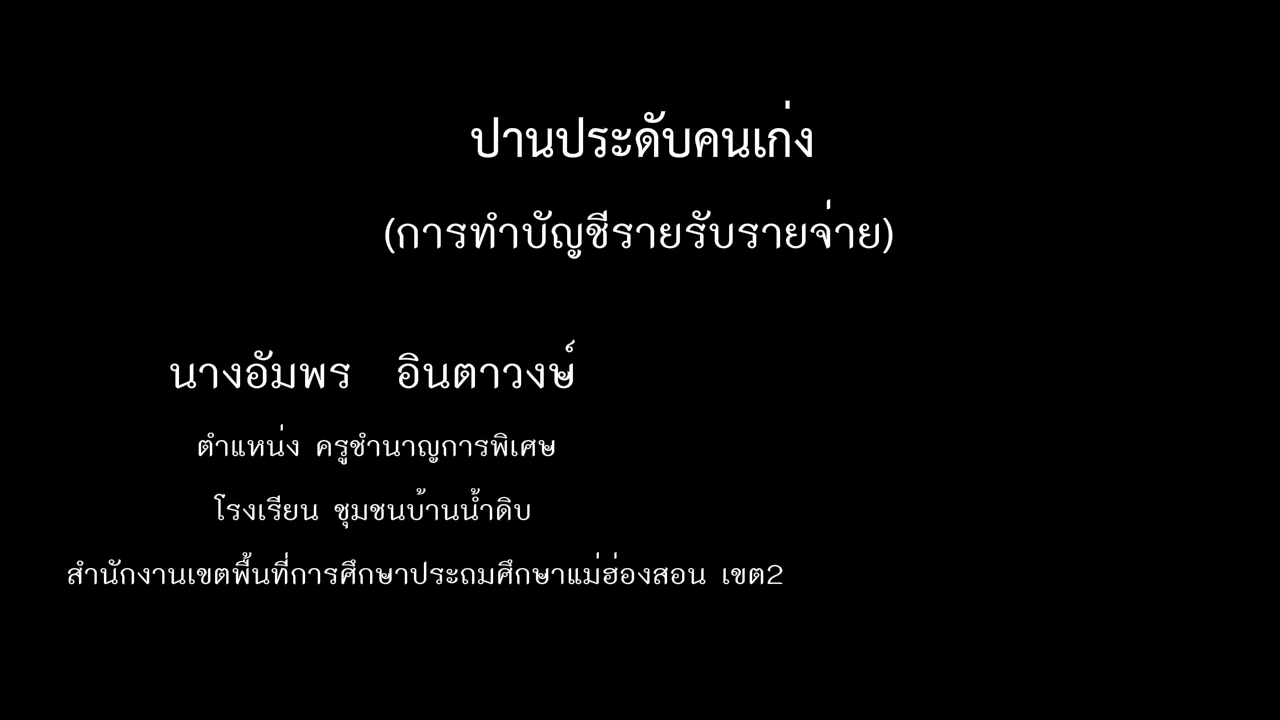 ปานประดับคนเก่ง
(การทำบัญชีรายรับรายจ่าย)
นางอัมพร อินตาวงษ์
ตำแหน่ง ครูชำนาญการพิเศษ
โรงเรียน ชุมชนบ้านน้ำดิบ
สำนักงานเขตพื้นที่การศึกษาประถมศึกษาแม่ฮ่องสอน เขต2